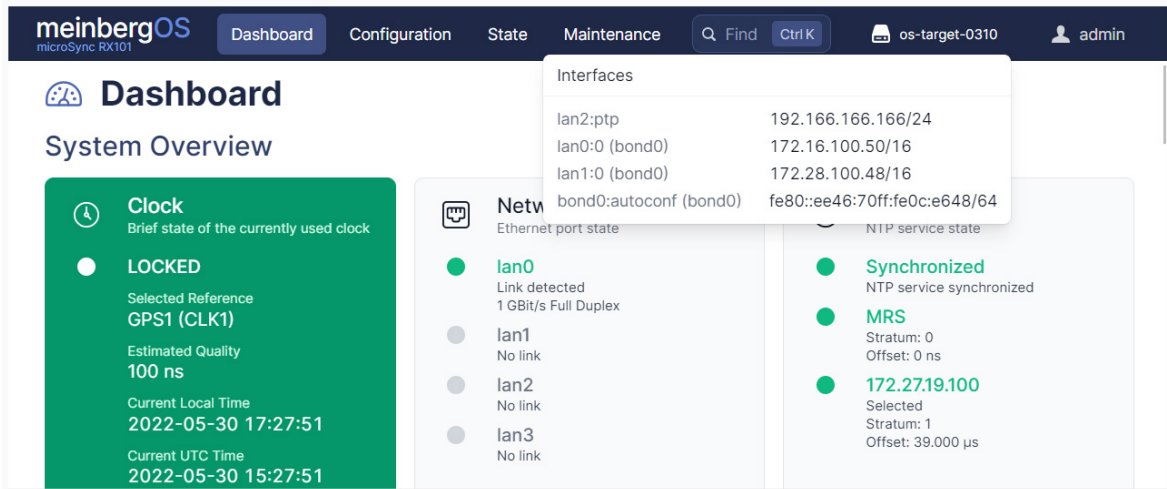 meinbergOS
microSync RX101
Dashboard
Configuration
State
Maintenance
Find
Ctrl K
os-target-0310
admin
Dashboard
System Overview
Interfaces
lan2:ptp 192.166.166.166/24
lan0:0 (bond0) 172.16.100.50/16
lan1:0 (bond0) 172.28.100.48/16
bond0:autoconf (bond0) fe80::ee46:70ff:fe0c:e648/64
Clock
Brief state of the currently used clock
LOCKED
Selected Reference
GPS1 (CLK1)
Estimated Quality
100 ns
Current Local Time
2022-05-30 17:27:51
Current UTC Time
2022-05-30 15:27:51
Netw
Ethernet port state
lan0
Link detected
1 GBit/s Full Duplex
lan1
No link
lan2
No link
lan3
No link
NTP service state
Synchronized
NTP service synchronized
MRS
Stratum: 0
Offset: 0 ns
172.27.19.100
Selected
Stratum: 1
Offset: 39.000 µs